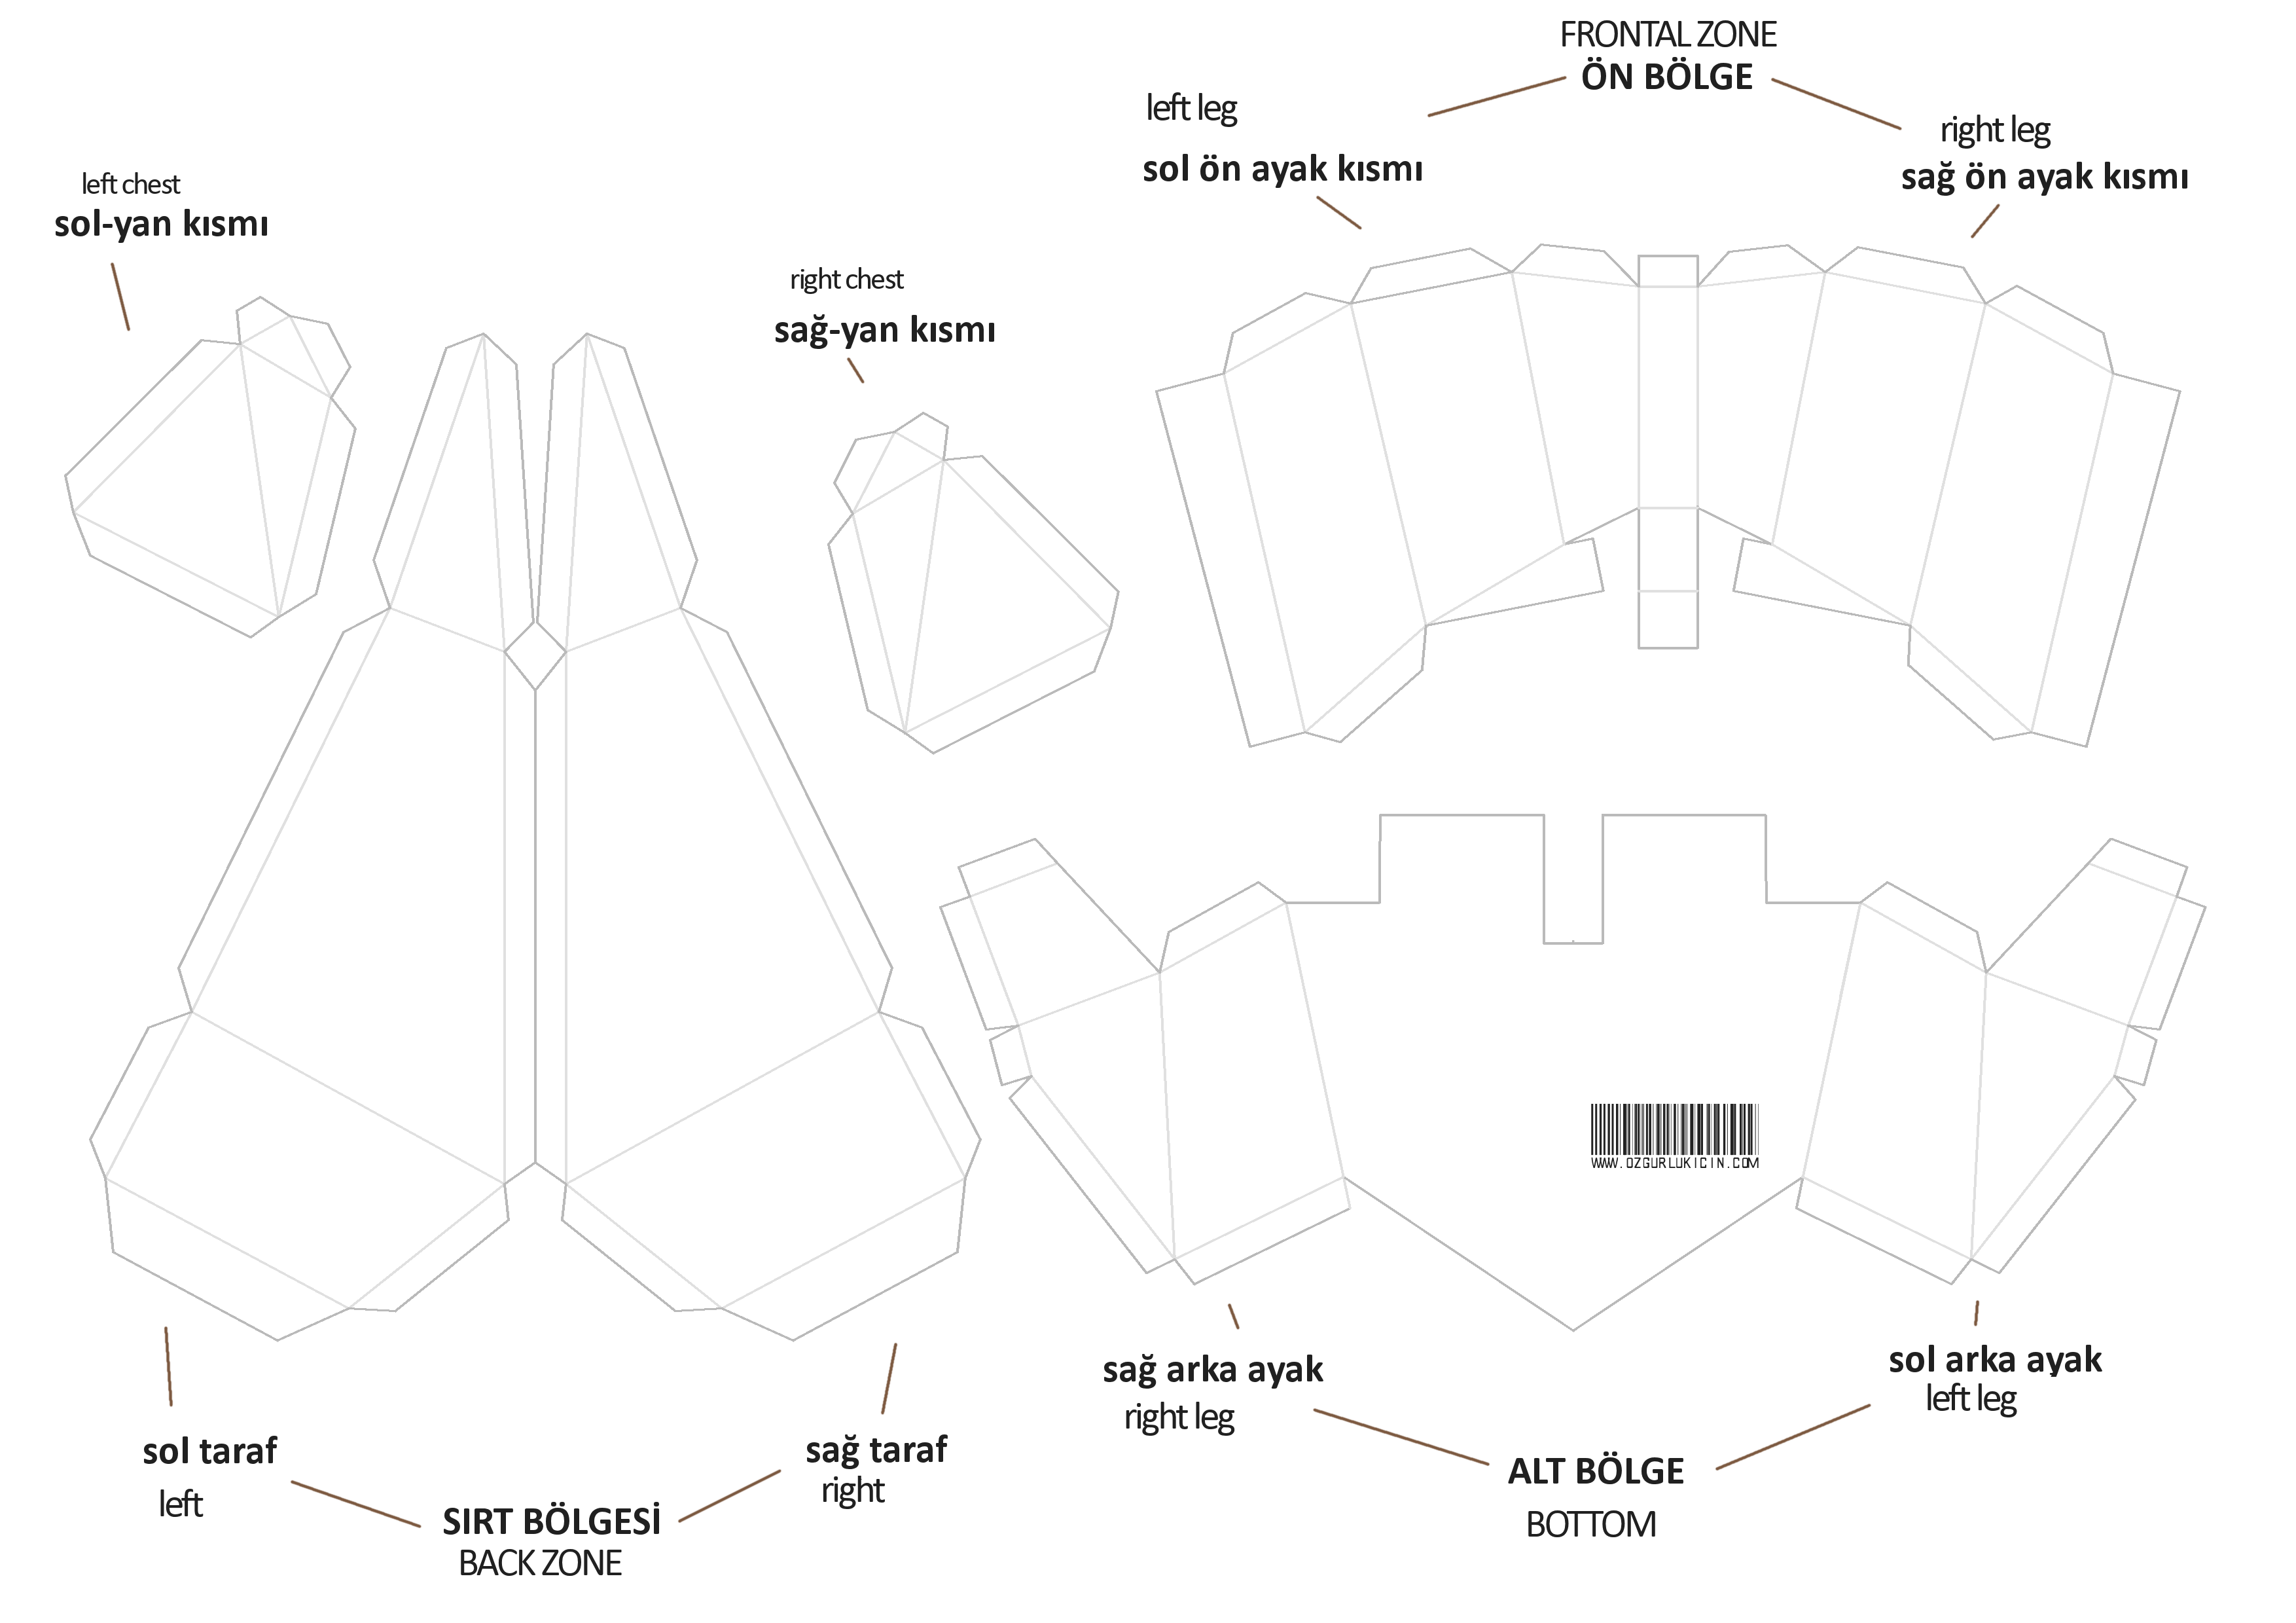 FRONTAL ZONE
ÖN BÖLGE
left leg
sol ön ayak kısmı
right leg
sağ ön ayak kısmı
left chest
sol-yan kısmı
right chest
sağ-yan kısmı
WWW.OZGURLUKICIN.COM
sağ arka ayak
right leg
sol arka ayak
left leg
ALT BÖLGE
BOTTOM
sol taraf
left
sağ taraf
right
SIRT BÖLGESİ
BACK ZONE